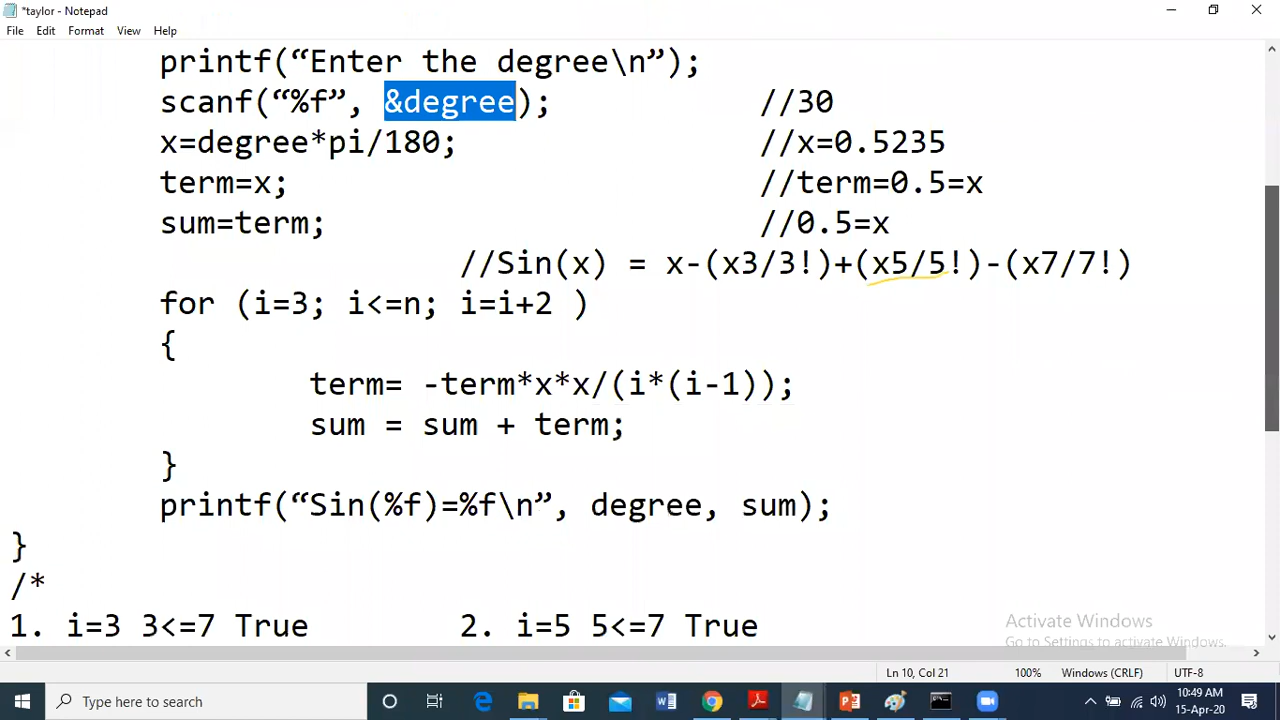 *taylor - Notepad
File Edit Format View Help
printf(“Enter the degree\n”);
scanf(“%f”, &degree); //30
x=degree*pi/180; //x=0.5235
term=x; //term=0.5=x
sum=term; //0.5=x
//Sin(x) = x-(x3/3!)+(x5/5!)-(x7/7!)
for (i=3; i<=n; i=i+2 )
{
term= -term*x*x/(i*(i-1));
sum = sum + term;
}
printf(“Sin(%f)=%f\n”, degree, sum);
}
/*
1. i=3 3<=7 True 2. i=5 5<=7 True
Activate Windows
Go to Settings to activate Windows.
Ln 10, Col 21 100% Windows (CRLF) UTF-8
Type here to search
10:49 AM
15-Apr-20